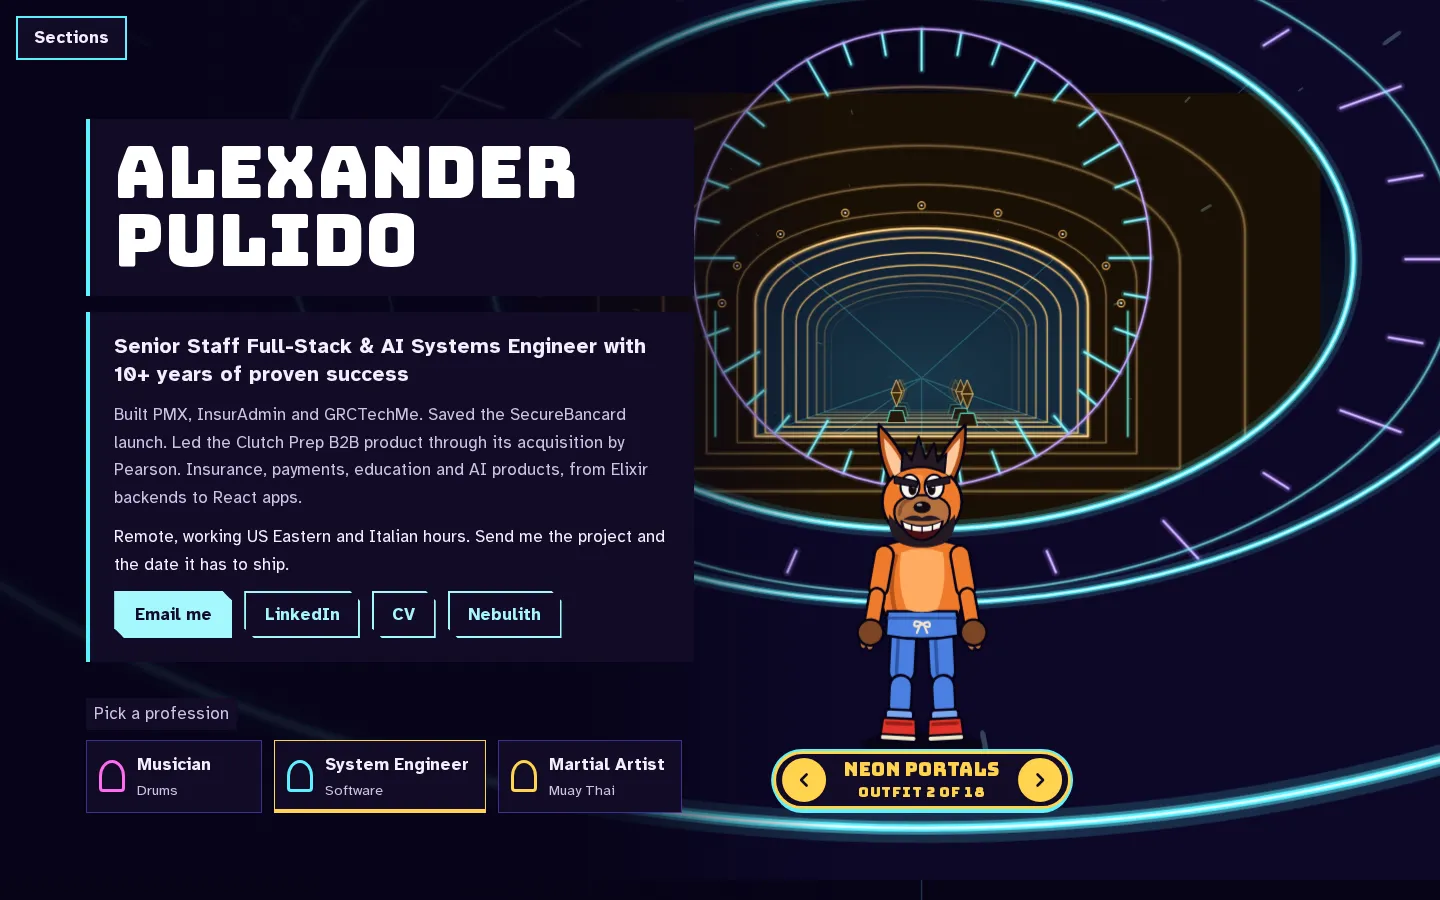 Sections
ALEXANDER
PULIDO
Senior Staff Full-Stack & AI Systems Engineer with
10+ years of proven success
Built PMX, InsurAdmin and GRCTechMe. Saved the SecureBancard
launch. Led the Clutch Prep B2B product through its acquisition by
Pearson. Insurance, payments, education and AI products, from Elixir
backends to React apps.
Remote, working US Eastern and Italian hours. Send me the project and
the date it has to ship.
Email me
LinkedIn
CV
Nebulith
Pick a profession
Musician
Drums
System Engineer
Software
Martial Artist
Muay Thai
NEON PORTALS
OUTFIT 2 OF 18